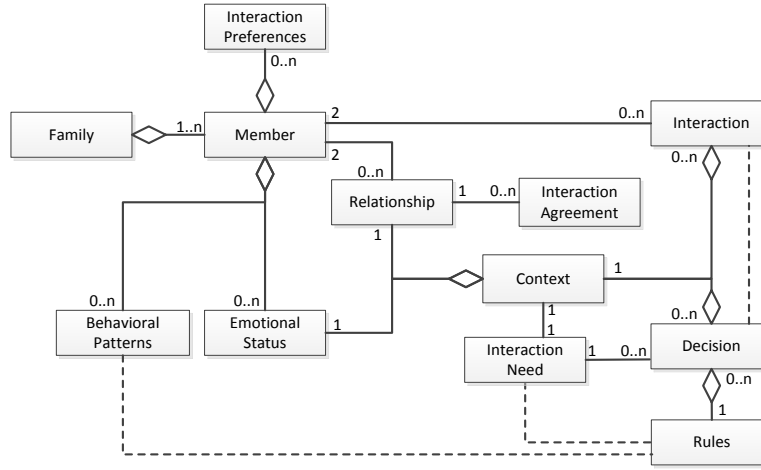 Interaction
Preferences
0..n
Family
1..n
Member
2
2
0..n
Interaction
0..n
0..n
Relationship
1
0..n
Interaction
Agreement
1
Context
1
0..n
Behavioral
Patterns
0..n
Emotional
Status
1
1
1
Interaction
Need
1
0..n
0..n
Decision
0..n
1
Rules